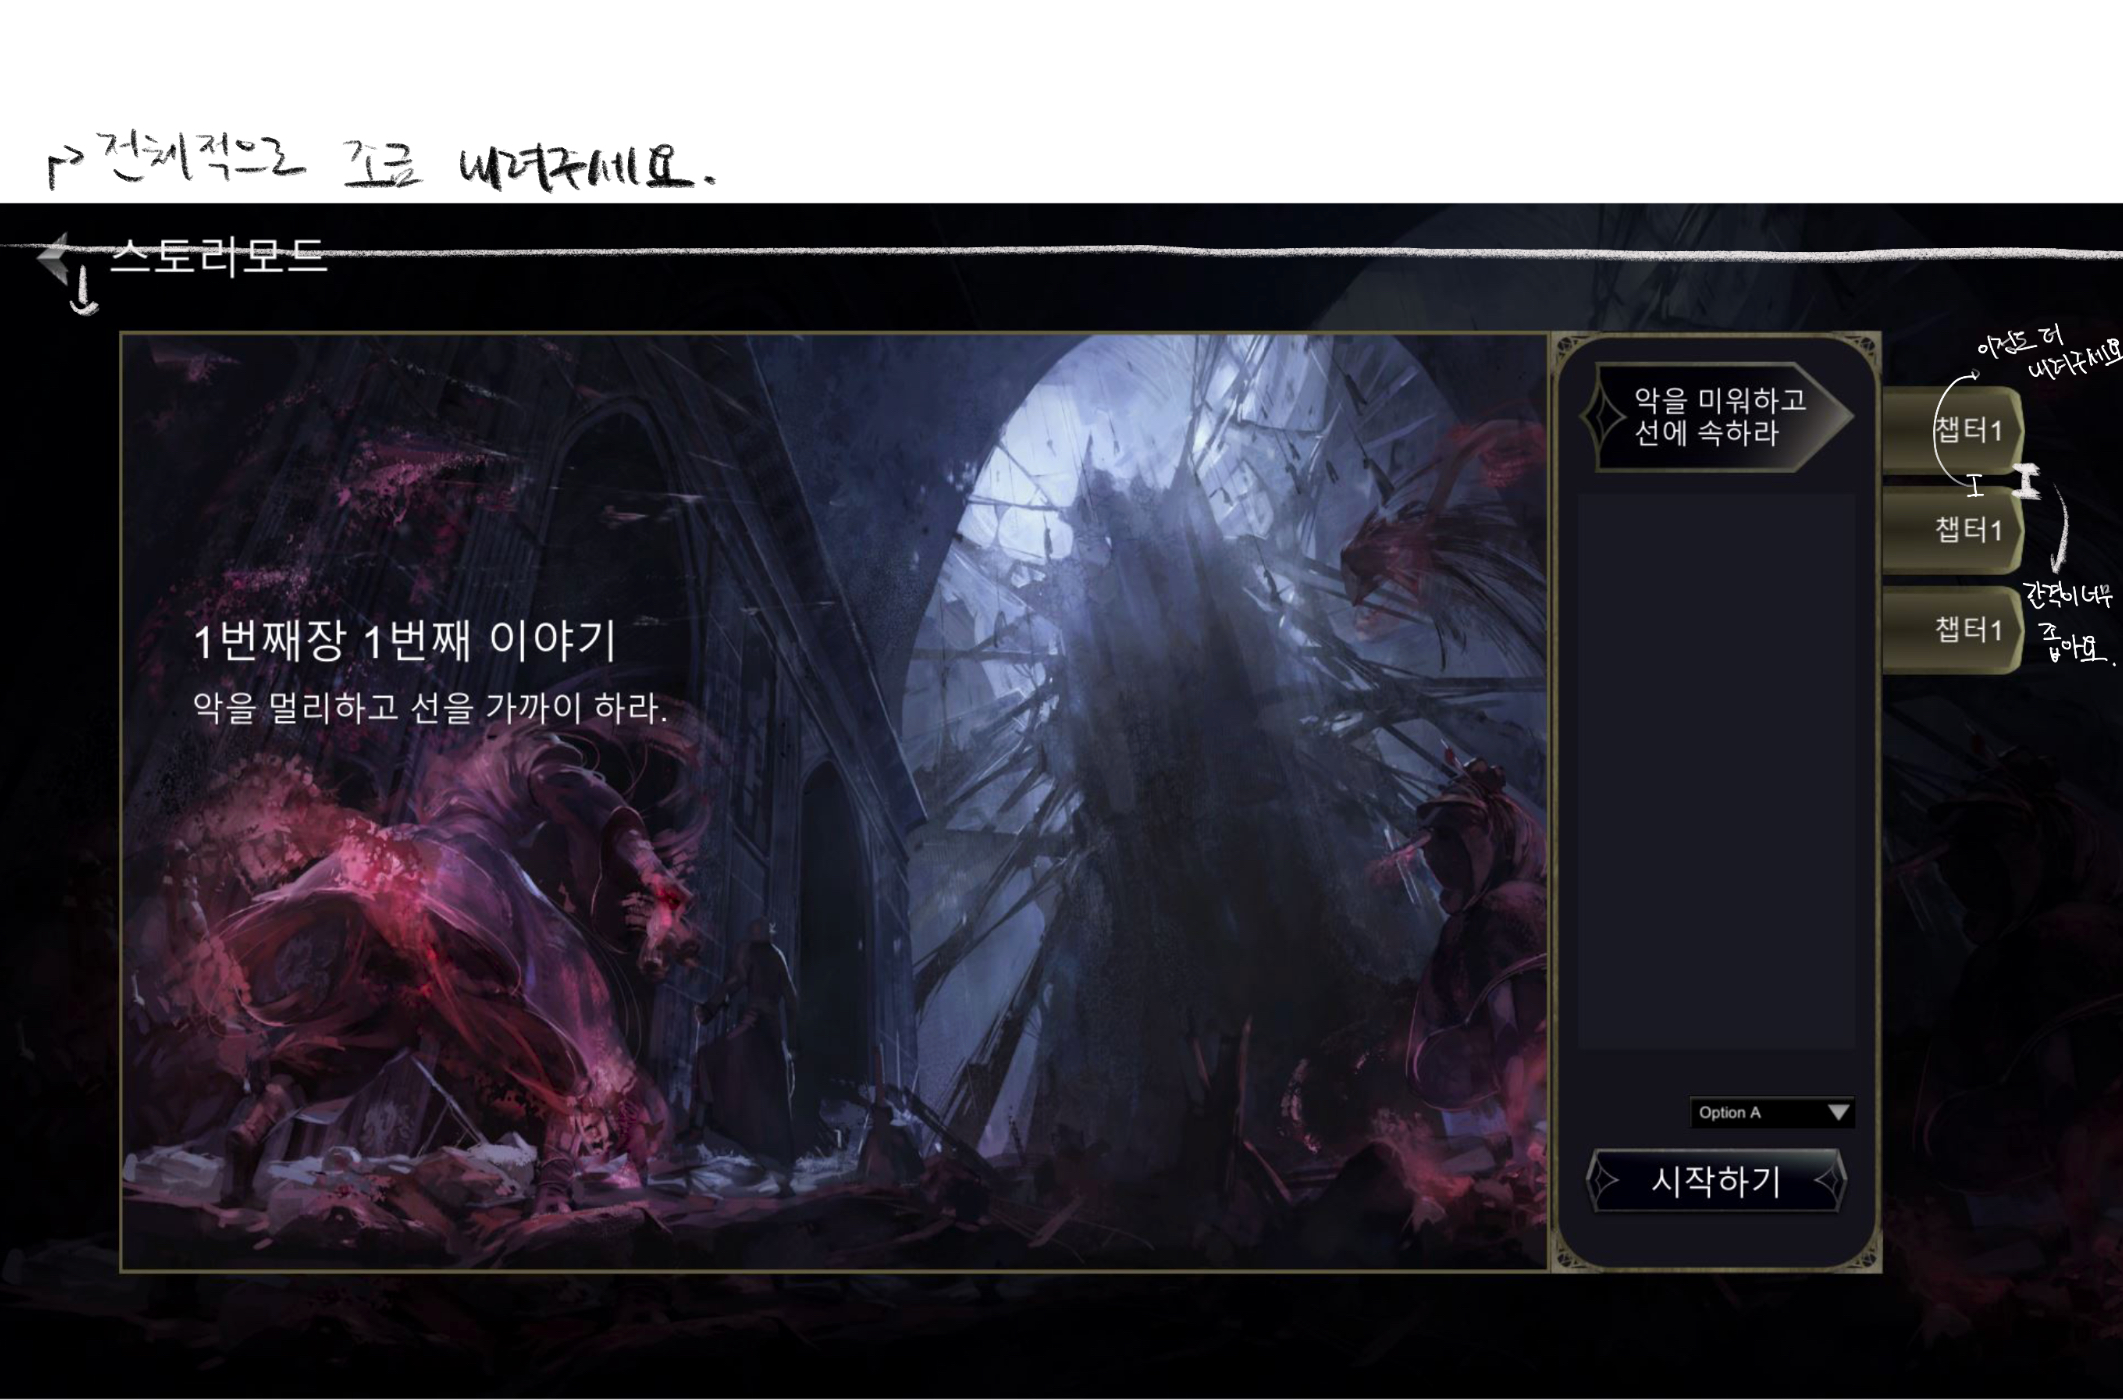 전체적으로 조금 내려주세요.
스토리모드
이정도 더
내려주세요
악을 미워하고
선에 속하라
챕터1
챕터1
간격이 너무
좁아요.
챕터1
1번째장 1번째 이야기
악을 멀리하고 선을 가까이 하라.
Option A
시작하기